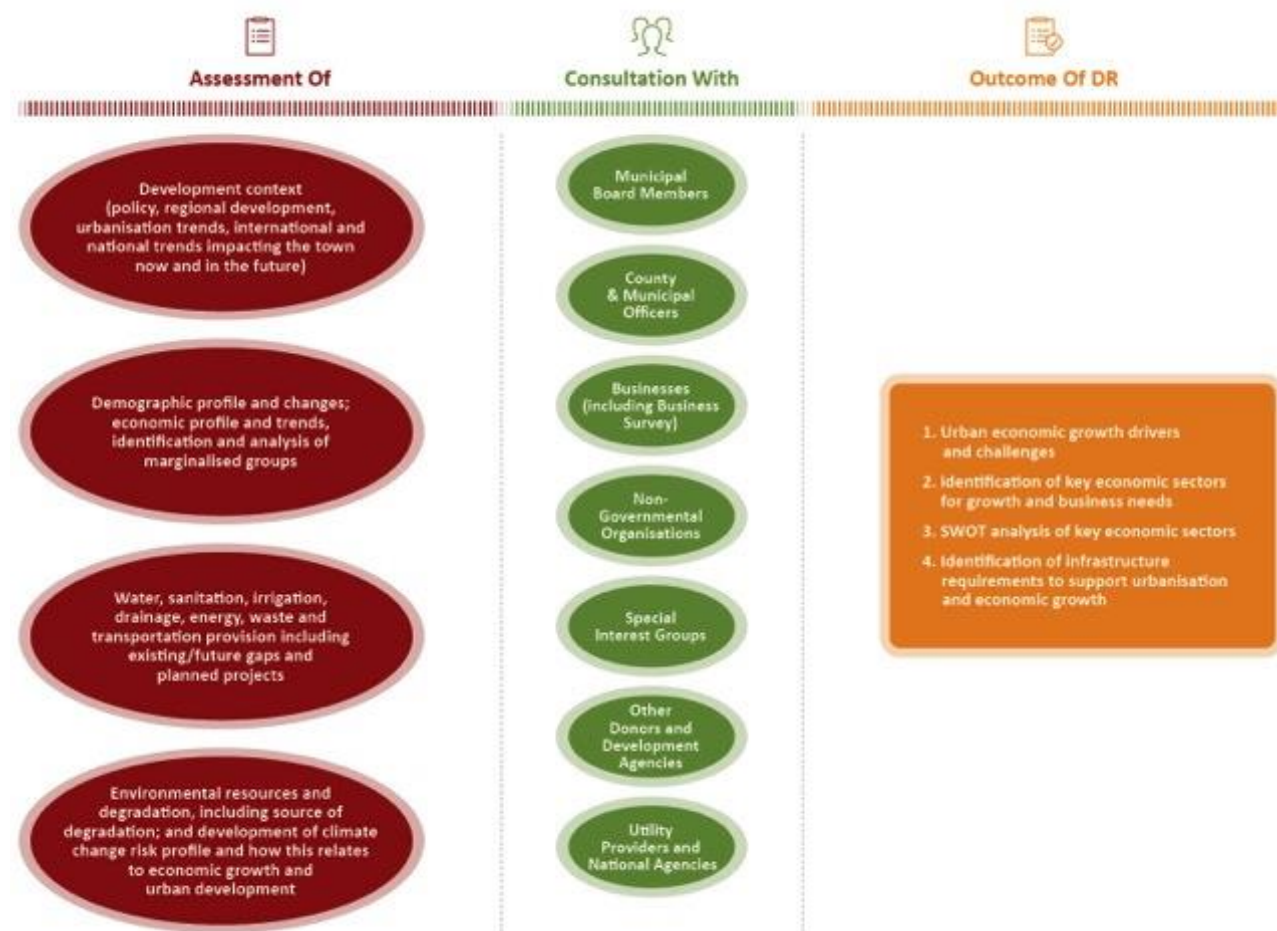 Assessment Of
Development context
(policy, regional development,
urbanisation trends, international and
national trends impacting the town
now and in the future)
Demographic profile and changes;
economic profile and trends,
identification and analysis of
marginalised groups
Water, sanitation, irrigation,
drainage, energy, waste and
transportation provision including
existing/future gaps and
planned projects
Environmental resources and
degradation, including source of
degradation; and development of climate
change risk profile and how this relates
to economic growth and
urban development
Consultation With
Municipal
Board Members
County
& Municipal
Officers
Businesses
(including Business
Survey)
Non-
Governmental
Organisations
Special
Interest Groups
Other
Donors and
Development
Agencies
Utility
Providers and
National Agencies
Outcome Of DR
1. Urban economic growth drivers
and challenges
2. Identification of key economic sectors
for growth and business needs
3. SWOT analysis of key economic sectors
4. Identification of infrastructure
requirements to support urbanisation
and economic growth